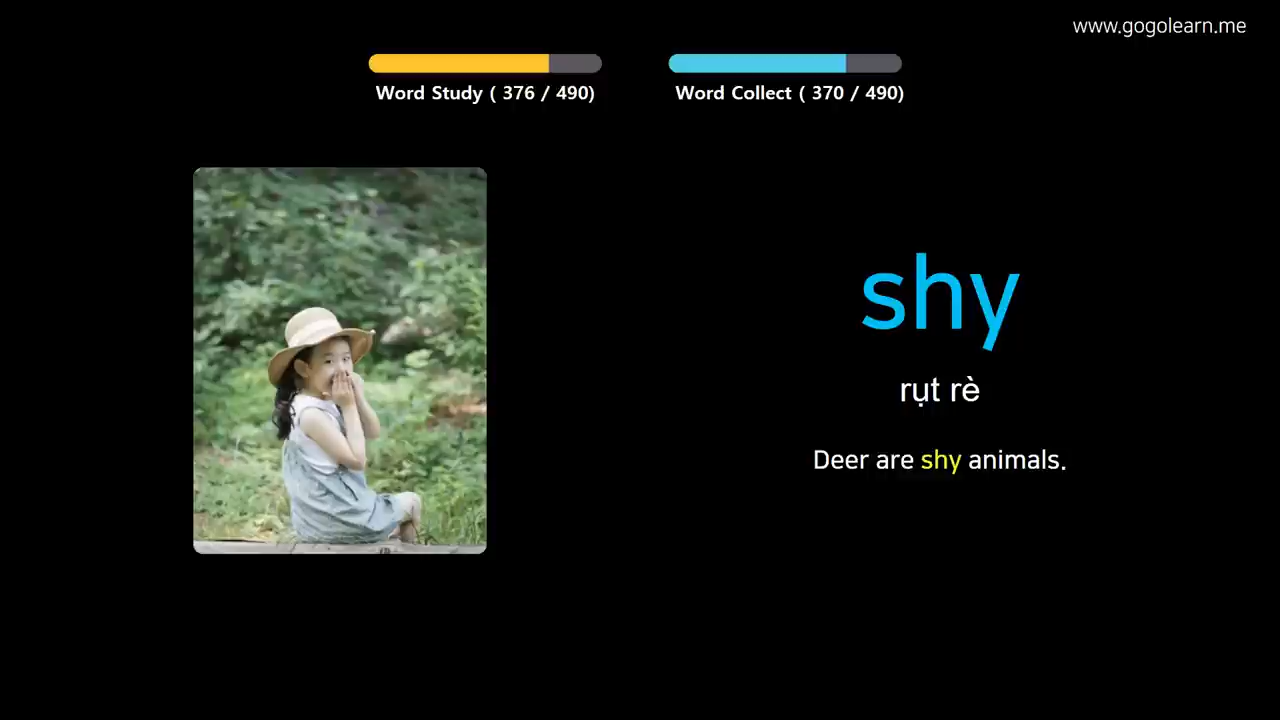 www.gogolearn.me
Word Study ( 376 / 490)
Word Collect ( 370 / 490)
shy
rụt rè
Deer are shy animals.